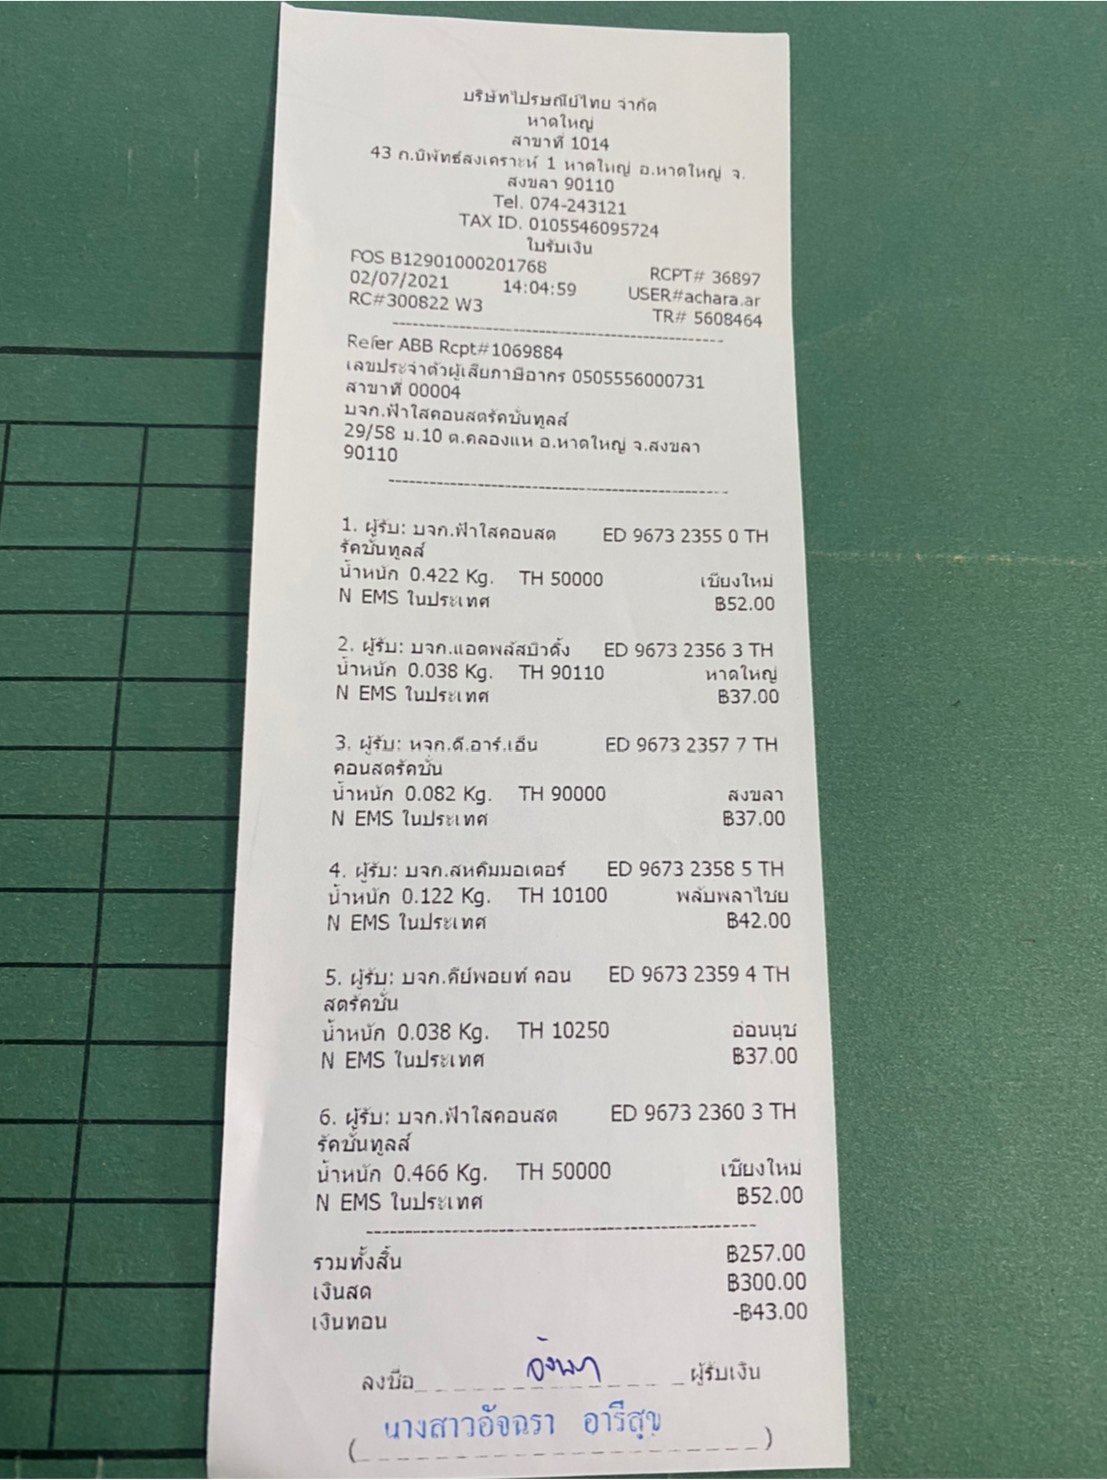 บริษัทไปรษณีย์ไทย จำกัด
หาดใหญ่
สาขาที่ 1014
43 ถ.นิพัทธ์สงเคราะห์ 1 หาดใหญ่ อ.หาดใหญ่ จ.
สงขลา 90110
Tel. 074-243121
TAX ID. 0105546095724
ใบรับเงิน
POS B12901000201768 RCPT# 36897
02/07/2021 14:04:59 USER#achara.ar
RC#300822 W3 TR# 5608464
Refer ABB Rcpt#1069884
เลขประจำตัวผู้เสียภาษีอากร 0505556000731
สาขาที่ 00004
บจก.ฟ้าใสคอนสตรัคชั่นทูลส์
29/58 ม.10 ต.คลองแห อ.หาดใหญ่ จ.สงขลา
90110
1. ผู้รับ: บจก.ฟ้าใสคอนสต ED 9673 2355 0 TH
รัคชั่นทูลส์
น้ำหนัก 0.422 Kg. TH 50000 เชียงใหม่
N EMS ในประเทศ ฿52.00
2. ผู้รับ: บจก.แอดพลัสบิวดิ้ง ED 9673 2356 3 TH
น้ำหนัก 0.038 Kg. TH 90110 หาดใหญ่
N EMS ในประเทศ ฿37.00
3. ผู้รับ: หจก.ดี.อาร์.เอ็น ED 9673 2357 7 TH
คอนสตรัคชั่น
น้ำหนัก 0.082 Kg. TH 90000 สงขลา
N EMS ในประเทศ ฿37.00
4. ผู้รับ: บจก.สหคิมมอเตอร์ ED 9673 2358 5 TH
น้ำหนัก 0.122 Kg. TH 10100 พลับพลาไชย
N EMS ในประเทศ ฿42.00
5. ผู้รับ: บจก.คีย์พอยท์ คอน ED 9673 2359 4 TH
สตรัคชั่น
น้ำหนัก 0.038 Kg. TH 10250 อ่อนนุช
N EMS ในประเทศ ฿37.00
6. ผู้รับ: บจก.ฟ้าใสคอนสต ED 9673 2360 3 TH
รัคชั่นทูลส์
น้ำหนัก 0.466 Kg. TH 50000 เชียงใหม่
N EMS ในประเทศ ฿52.00
รวมทั้งสิ้น ฿257.00
เงินสด ฿300.00
เงินทอน -฿43.00
ลงชื่อ ผู้รับเงิน
(นางสาวอัจฉรา อารีสุข)